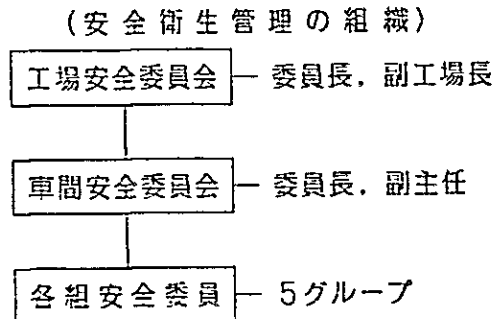 (安全衛生管理の組織)
工場安全委員会 委員長，副工場長
車間安全委員会 委員長，副主任
各組安全委員 5グループ